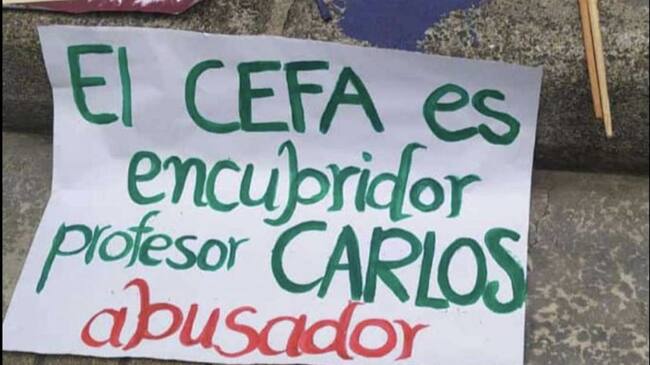 El CEFA es
encubridor
profesor CARLOS
abusador